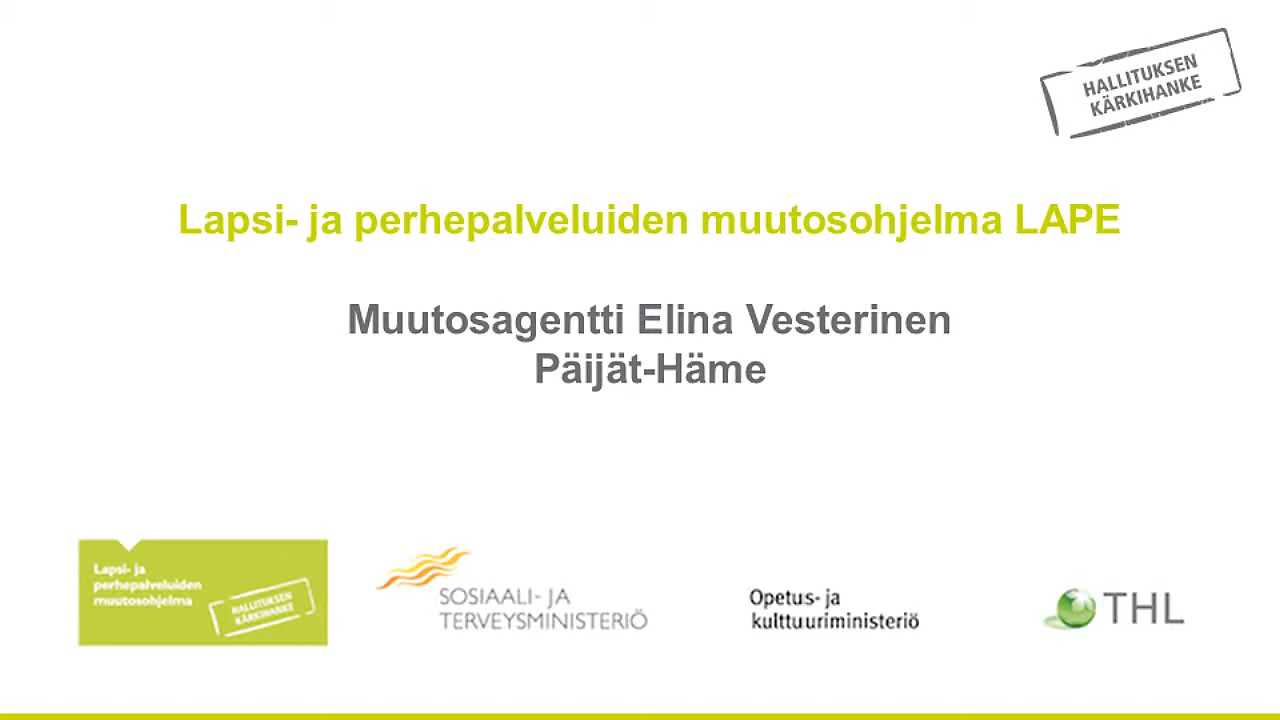 HALLITUKSEN
KÄRKIHANKE
Lapsi- ja perhepalveluiden muutosohjelma LAPE
Muutosagentti Elina Vesterinen
Päijät-Häme
Lapsi- ja
perhepalveluiden
muutosohjelma
HALLITUKSEN
KÄRKIHANKE
SOSIAALI- JA
TERVEYSMINISTERIÖ
Opetus- ja
kulttuuriministeriö
THL